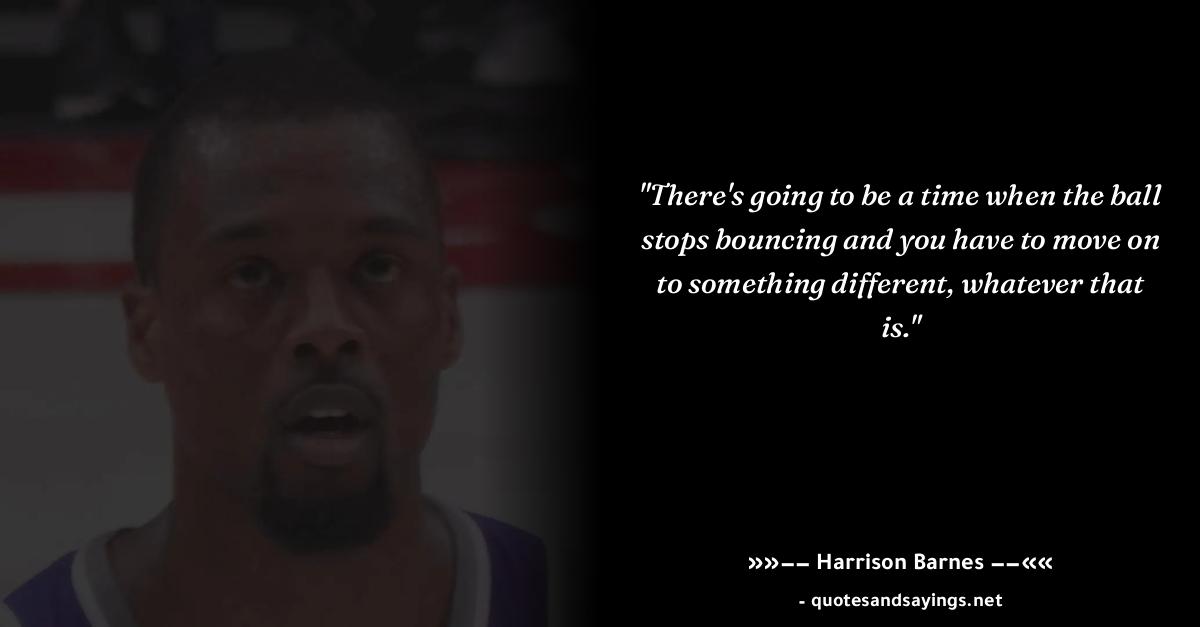 "There's going to be a time when the ball
stops bouncing and you have to move on
to something different, whatever that
is."
»»−− Harrison Barnes −−««
- quotesandsayings.net